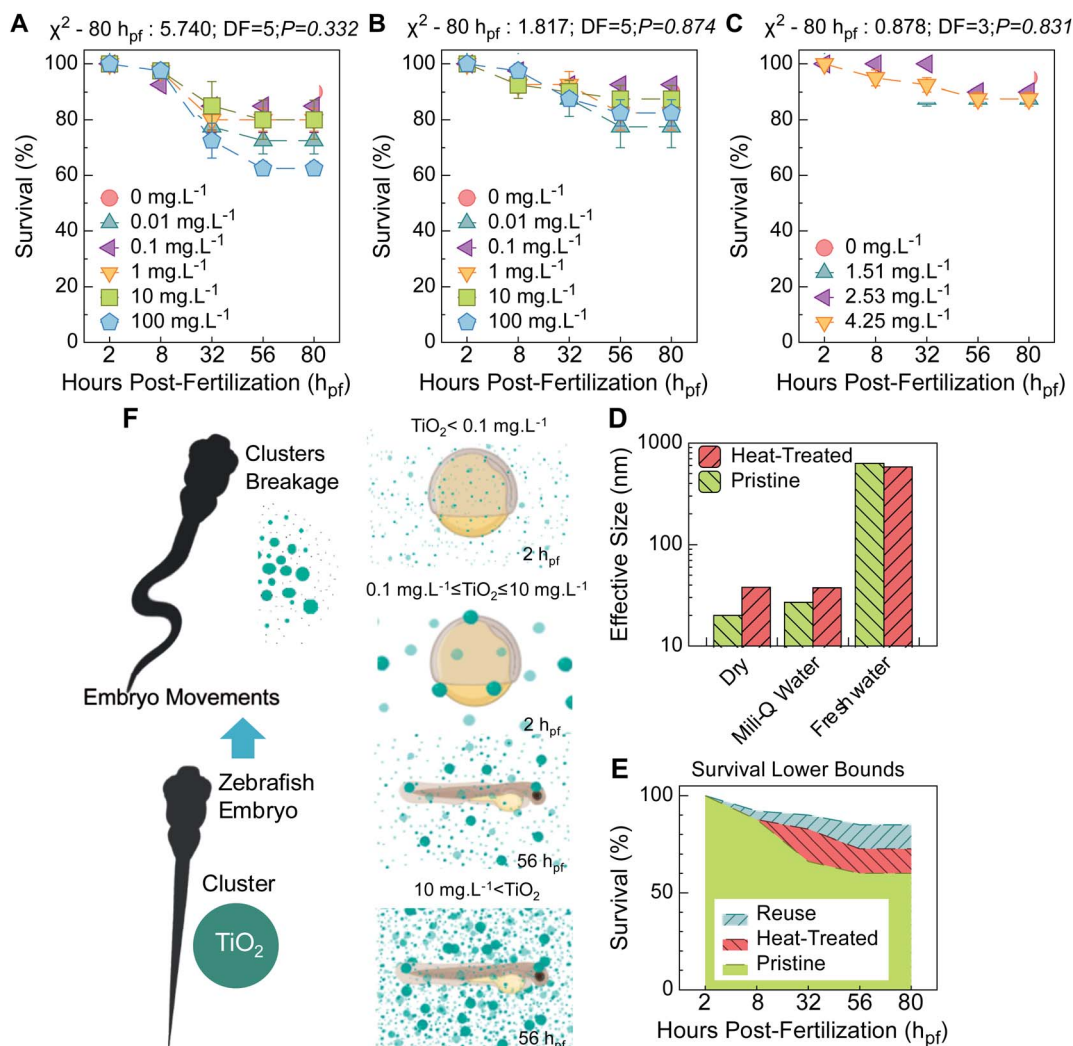 A
χ² - 80 hpf : 5.740; DF=5;P=0.332
Survival (%)
100
80
60
40
20
0
0 mg.L⁻¹
0.01 mg.L⁻¹
0.1 mg.L⁻¹
1 mg.L⁻¹
10 mg.L⁻¹
100 mg.L⁻¹
2 8 32 56 80
Hours Post-Fertilization (hpf)
B
χ² - 80 hpf : 1.817; DF=5;P=0.874
Survival (%)
100
80
60
40
20
0
0 mg.L⁻¹
0.01 mg.L⁻¹
0.1 mg.L⁻¹
1 mg.L⁻¹
10 mg.L⁻¹
100 mg.L⁻¹
2 8 32 56 80
Hours Post-Fertilization (hpf)
C
χ² - 80 hpf : 0.878; DF=3;P=0.831
Survival (%)
100
80
60
40
20
0
0 mg.L⁻¹
1.51 mg.L⁻¹
2.53 mg.L⁻¹
4.25 mg.L⁻¹
2 8 32 56 80
Hours Post-Fertilization (hpf)
F
Clusters
Breakage
Embryo Movements
Zebrafish
Embryo
Cluster
TiO₂
TiO₂< 0.1 mg.L⁻¹
2 hpf
0.1 mg.L⁻¹≤TiO₂≤10 mg.L⁻¹
2 hpf
56 hpf
10 mg.L⁻¹<TiO₂
56 hpf
D
Effective Size (nm)
1000
100
10
Heat-Treated
Pristine
Dry
Mili-Q Water
Freshwater
E
Survival Lower Bounds
Survival (%)
100
50
0
Reuse
Heat-Treated
Pristine
2 8 32 56 80
Hours Post-Fertilization (hpf)